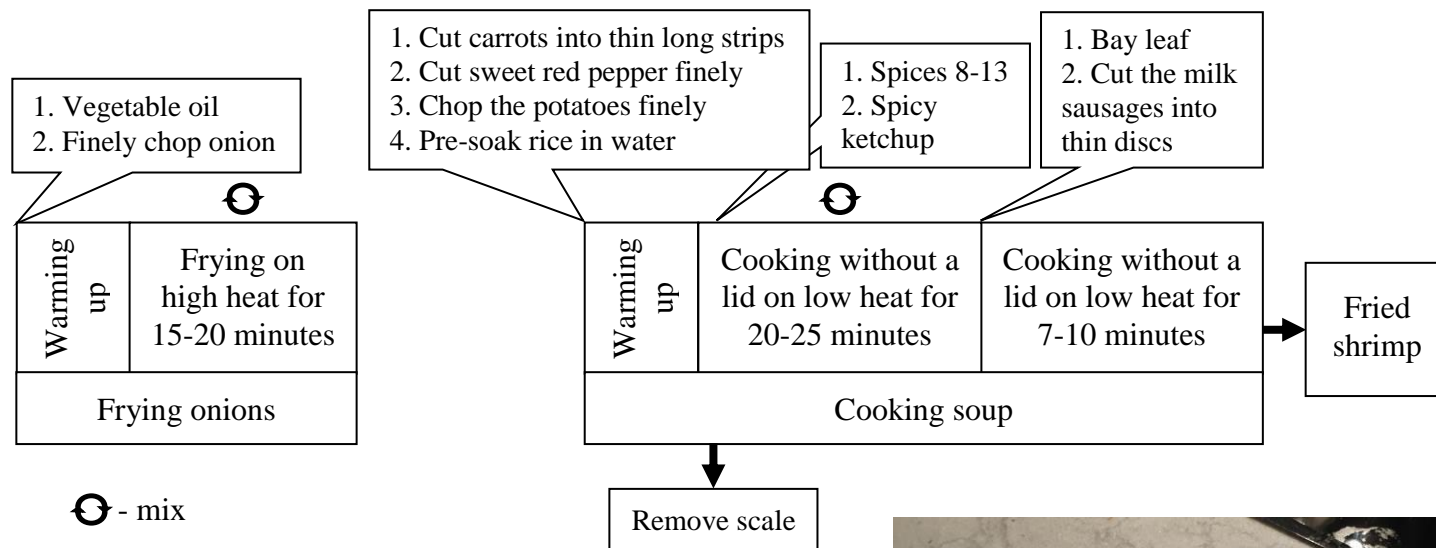 1. Vegetable oil
2. Finely chop onion
1. Cut carrots into thin long strips
2. Cut sweet red pepper finely
3. Chop the potatoes finely
4. Pre-soak rice in water
1. Spices 8-13
2. Spicy
ketchup
1. Bay leaf
2. Cut the milk
sausages into
thin discs
Warming
up
Frying on
high heat for
15-20 minutes
Frying onions
Warming
up
Cooking without a
lid on low heat for
20-25 minutes
Cooking without a
lid on low heat for
7-10 minutes
Cooking soup
Fried
shrimp
- mix
Remove scale